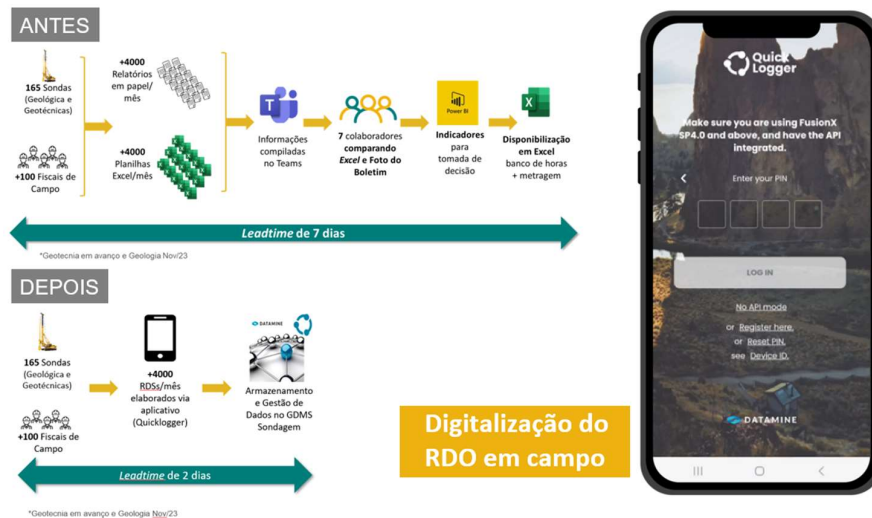 ANTES
165 Sondas
(Geológica e
Geotécnicas)
+100 Fiscais de
Campo
+4000
Relatórios
em papel/
mês
+4000
Planilhas
Excel/mês
T
Informações
compiladas
no Teams
7 colaboradores
comparando
Excel e Foto do
Boletim
Power BI
Indicadores
para
tomada de
decisão
X
Disponibilização
em Excel
banco de horas
+ metragem
Leadtime de 7 dias
*Geotecnia em avanço e Geologia Nov/23
DEPOIS
165 Sondas
(Geológica e
Geotécnicas)
+100 Fiscais de
Campo
+4000
RDSs/mês
elaborados via
aplicativo
(Quicklogger)
DATAMINE
Armazenamento
e Gestão de
Dados no GDMS
Sondagem
Leadtime de 2 dias
*Geotecnia em avanço e Geologia Nov/23
Digitalização do
RDO em campo
Quick
Logger
Make sure you are using FusionX
SP4.0 and above, and have the API
integrated.
Enter your PIN
LOG IN
No API mode
or Register here.
or Reset PIN.
see Device ID.
DATAMINE